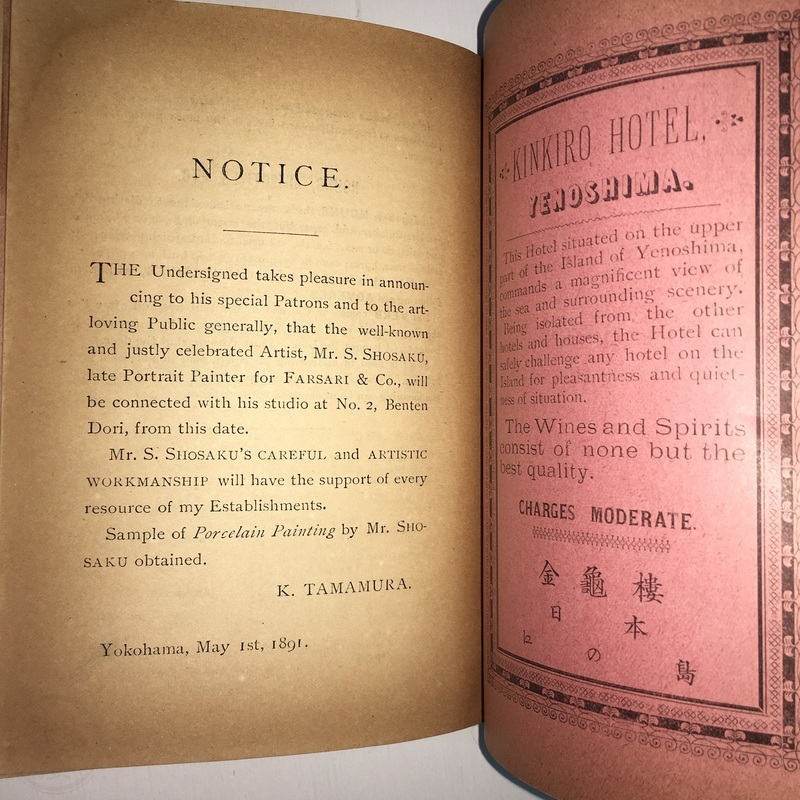 NOTICE.
THE Undersigned takes pleasure in announ-
cing to his special Patrons and to the art-
loving Public generally, that the well-known
and justly celebrated Artist, Mr. S. SHOSAKU,
late Portrait Painter for FARSARI & Co., will
be connected with his studio at No. 2, Benten
Dori, from this date.
Mr. S. SHOSAKU'S CAREFUL and ARTISTIC
WORKMANSHIP will have the support of every
resource of my Establishments.
Sample of Porcelain Painting by Mr. SHO-
SAKU obtained.
K. TAMAMURA.
Yokohama, May 1st, 1891.
KINKIRO HOTEL,
YENOSHIMA.
This Hotel situated on the upper
part of the Island of Yenoshima,
commands a magnificent view of
the sea and surrounding scenery.
Being isolated from the other
hotels and houses, the Hotel can
safely challenge any hotel on the
Island for pleasantness and quiet-
ness of situation.
The Wines and Spirits
consist of none but the
best quality.
CHARGES MODERATE.
金龜樓
日本
の島